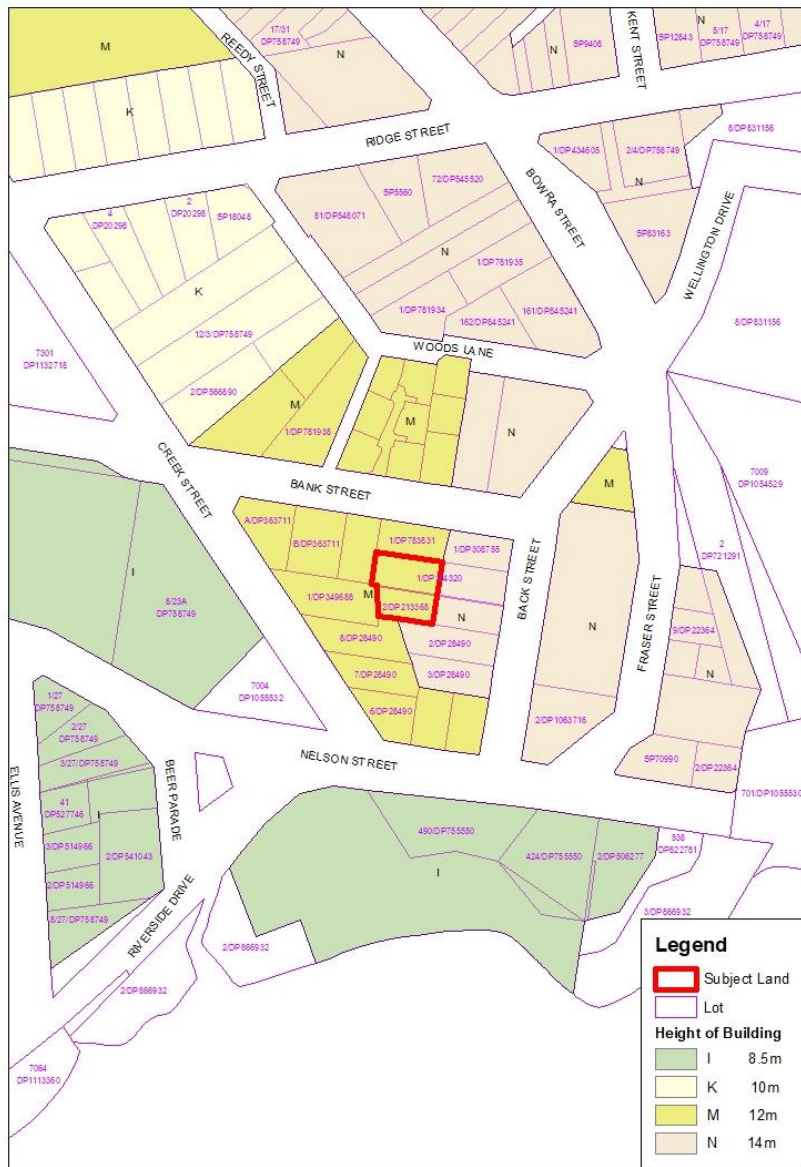 M
REEDY STREET
17/31
DP758749
N
KENT STREET
N
SP9408
SP12843
5/17
DP758749
4/17
DP758749
K
RIDGE STREET
8/DP831156
1/DP434605
2/4/DP758749
N
SP83163
BOWRA STREET
WELLINGTON DRIVE
4
DP20298
2
DP20298
SP18048
81/DP548071
SP5560
72/DP545520
N
1/DP781935
1/DP781934
162/DP645241
161/DP645241
8/DP831156
K
12/3/DP758749
2/DP566890
7301
DP1132718
WOODS LANE
M
1/DP781938
M
N
CREEK STREET
BANK STREET
M
7009
DP1054529
2
DP721291
A/DP363711
B/DP363711
1/DP783831
1/DP308755
I
8/23A
DP758749
1/DP349688
M
2/DP213368
N
8/DP28490
2/DP28490
7/DP28490
3/DP28490
6/DP28490
BACK STREET
N
FRASER STREET
9/DP22364
N
7004
DP1055532
2/DP1063716
SP70990
2/DP22364
701/DP1055530
NELSON STREET
1/27
DP758749
2/27
DP758749
3/27/DP758749
41
DP527746
I
3/DP514966
2/DP541043
2/DP514966
8/27/DP758749
ELLIS AVENUE
BEER PARADE
RIVERSIDE DRIVE
490/DP755550
424/DP755550
2/DP506277
538
DP822781
I
3/DP866932
2/DP866932
2/DP866932
7064
DP1113360
Legend
Subject Land
Lot
Height of Building
I 8.5m
K 10m
M 12m
N 14m